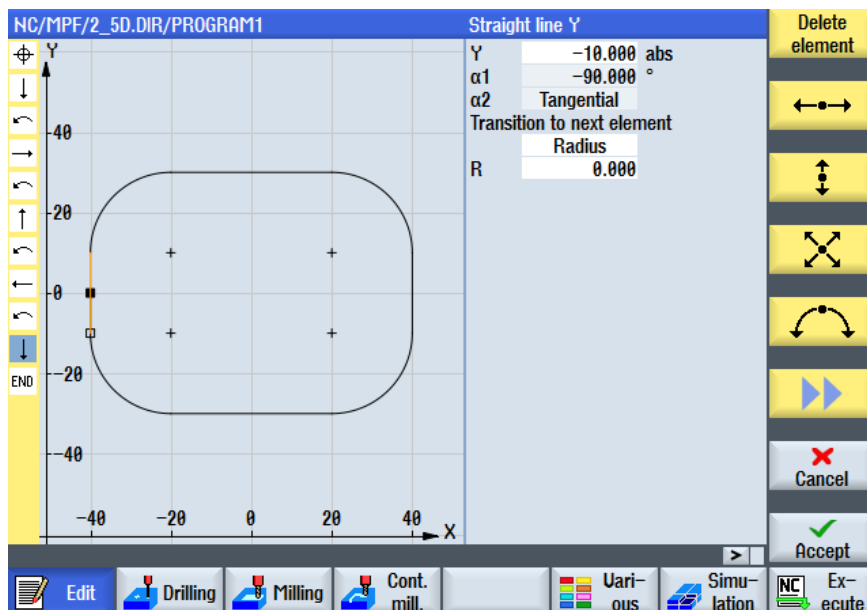 NC/MPF/2_5D.DIR/PROGRAM1
Straight line Y
Delete
element
Y -10.000 abs
α1 -90.000 °
α2 Tangential
Transition to next element
Radius
R 0.000
Y
-40
-20
-0
--20
--40
-40 -20 0 20 40 X
END
Cancel
>
Accept
Edit
Drilling
Milling
Cont.
mill.
Vari-
ous
Simu-
lation
NC
Ex-
ecute